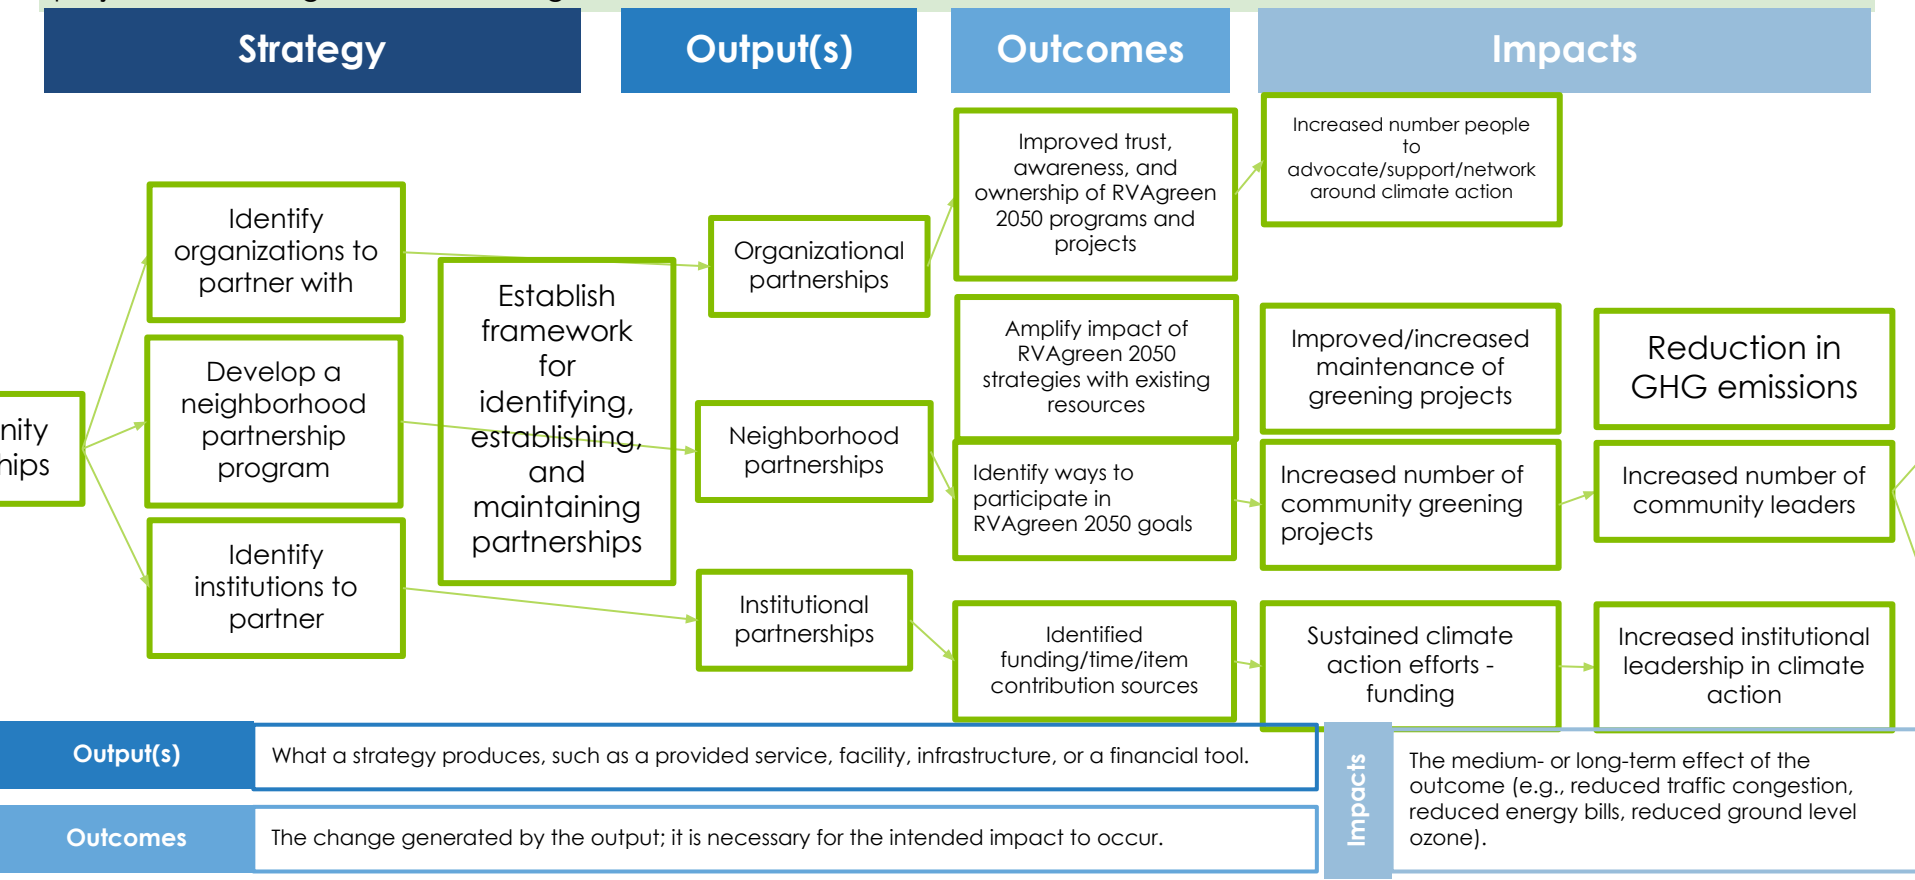 Strategy
Output(s)
Outcomes
Impacts
nity
hips
Identify
organizations to
partner with
Develop a
neighborhood
partnership
program
Identify
institutions to
partner
Establish
framework
for
identifying,
establishing,
and
maintaining
partnerships
Organizational
partnerships
Neighborhood
partnerships
Institutional
partnerships
Improved trust,
awareness, and
ownership of RVAgreen
2050 programs and
projects
Amplify impact of
RVAgreen 2050
strategies with existing
resources
Identify ways to
participate in
RVAgreen 2050 goals
Identified
funding/time/item
contribution sources
Increased number people
to
advocate/support/network
around climate action
Improved/increased
maintenance of
greening projects
Increased number of
community greening
projects
Sustained climate
action efforts -
funding
Reduction in
GHG emissions
Increased number of
community leaders
Increased institutional
leadership in climate
action
Output(s)
What a strategy produces, such as a provided service, facility, infrastructure, or a financial tool.
Outcomes
The change generated by the output; it is necessary for the intended impact to occur.
Impacts
The medium- or long-term effect of the
outcome (e.g., reduced traffic congestion,
reduced energy bills, reduced ground level
ozone).